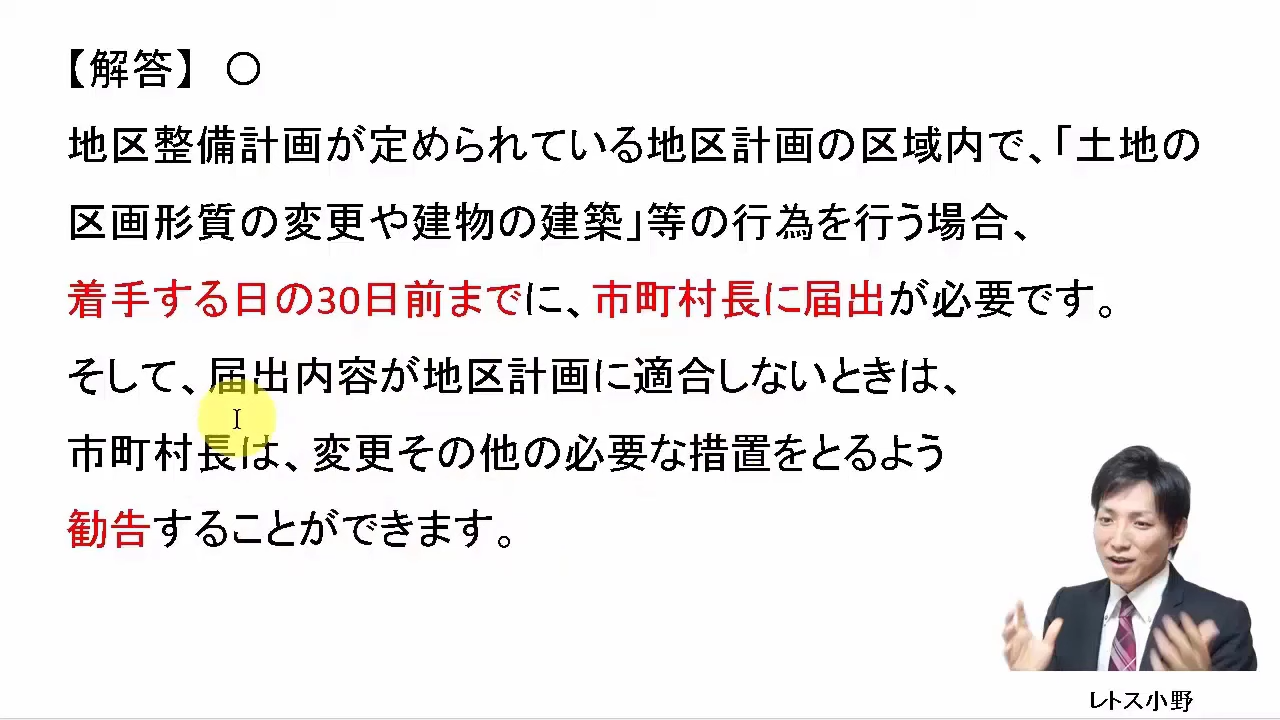 【解答】 ○
地区整備計画が定められている地区計画の区域内で、「土地の
区画形質の変更や建物の建築」等の行為を行う場合、
着手する日の30日前までに、市町村長に届出が必要です。
そして、届出内容が地区計画に適合しないときは、
市町村長は、変更その他の必要な措置をとるよう
勧告することができます。
レトス小野